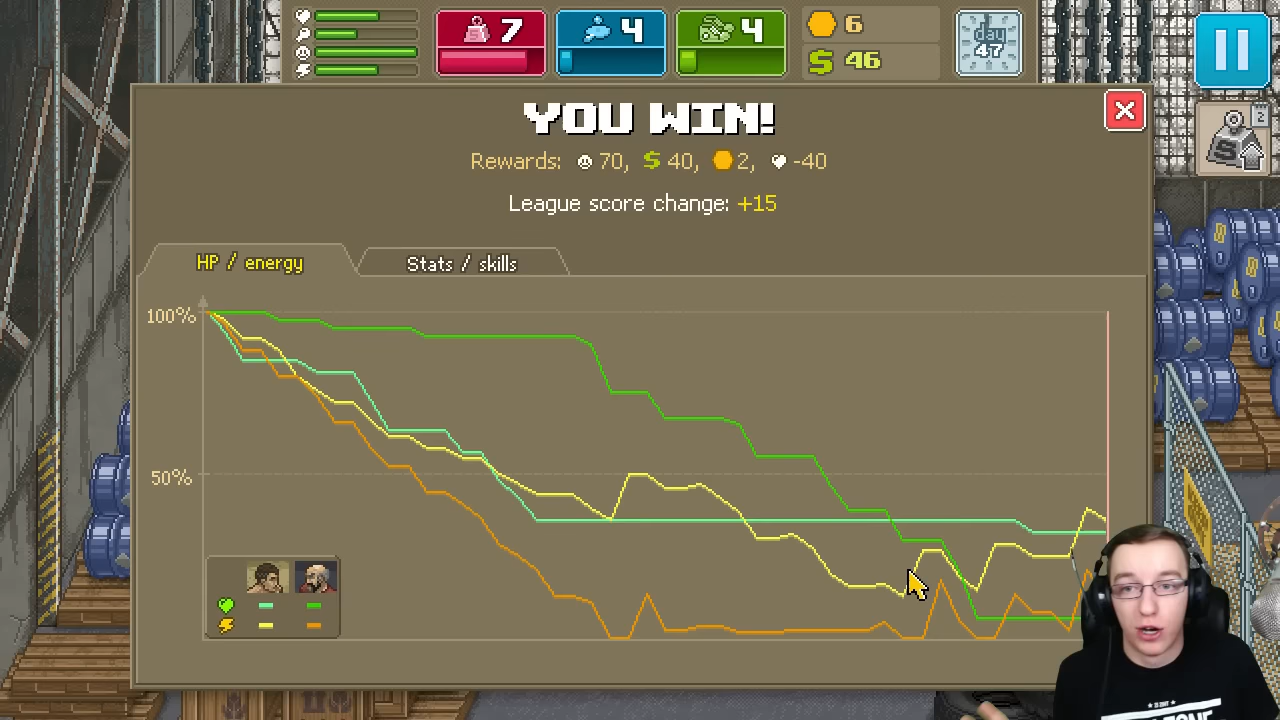 7
4
4
6
$ 46
day
47
2
YOU WIN!
Rewards: 70, $ 40, 2, -40
League score change: +15
HP / energy
Stats / skills
100%
50%